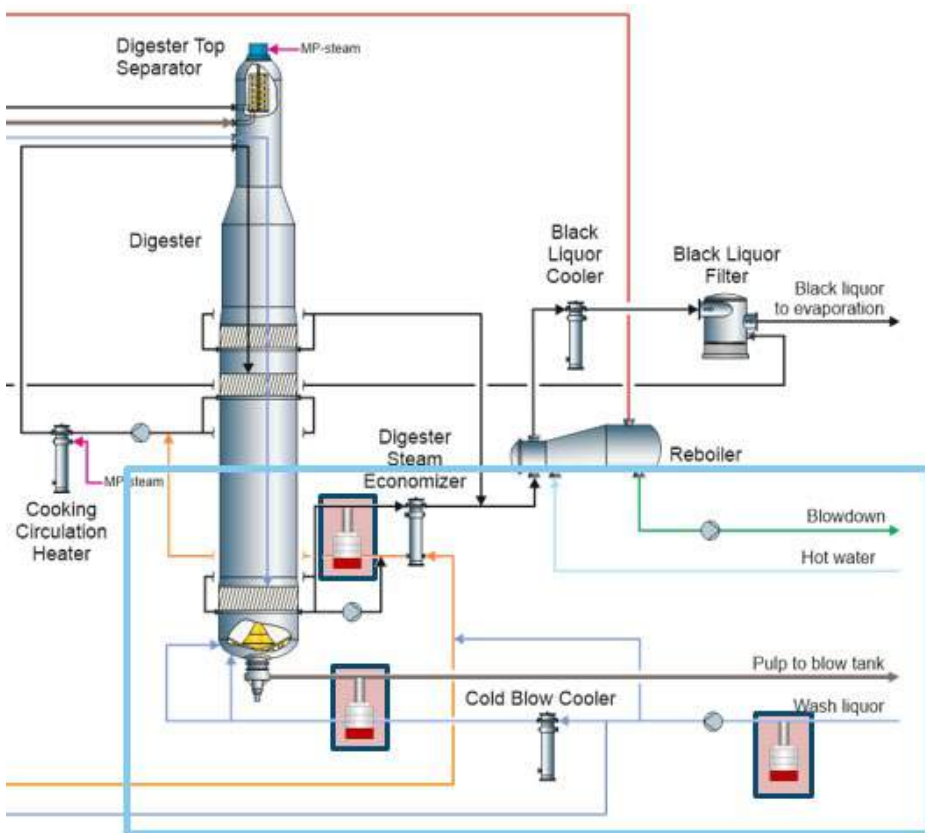 Digester Top
Separator
MP-steam
Digester
Black
Liquor
Cooler
Black Liquor
Filter
Black liquor
to evaporation
Digester
Steam
Economizer
Reboiler
MP-steam
Cooking
Circulation
Heater
Blowdown
Hot water
Pulp to blow tank
Cold Blow Cooler
Wash liquor